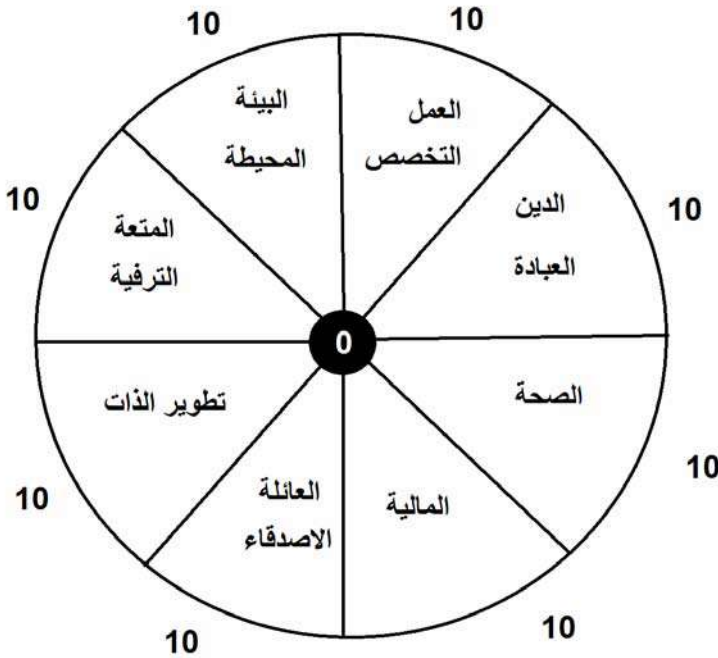 10
10
البيئة
المحيطة
العمل
التخصص
10
10
المتعة
الترفية
الدين
العبادة
0
تطوير الذات
الصحة
10
10
العائلة
الاصدقاء
المالية
10
10